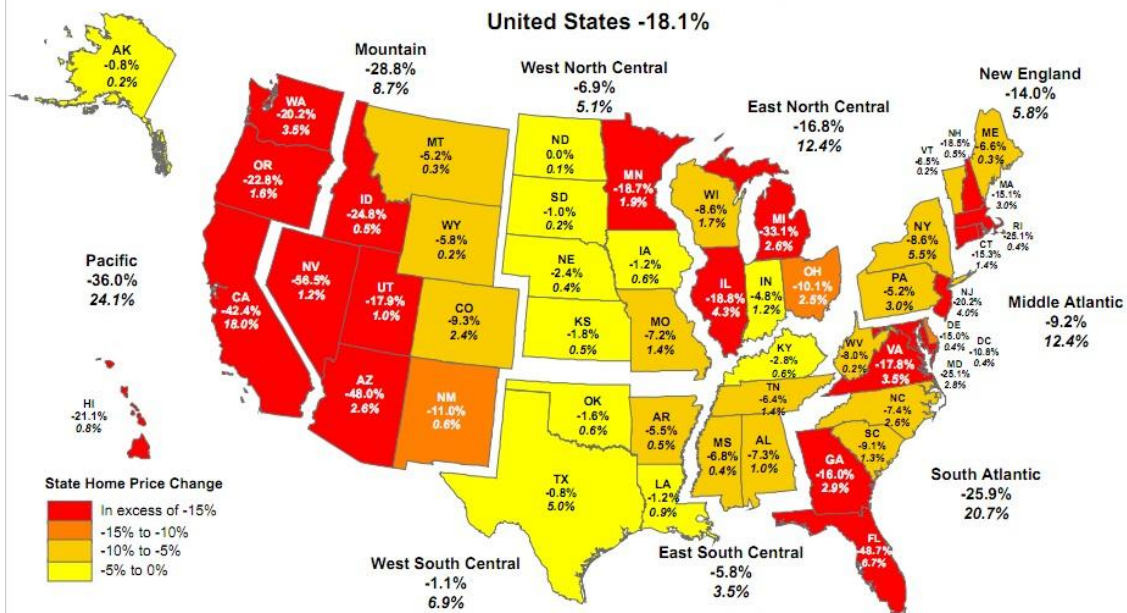 United States -18.1%
AK
-0.8%
0.2%
Mountain
-28.8%
8.7%
West North Central
-6.9%
5.1%
East North Central
-16.8%
12.4%
New England
-14.0%
5.8%
WA
-20.2%
3.5%
OR
-22.8%
1.6%
ID
-24.8%
0.5%
MT
-5.2%
0.3%
WY
-5.8%
0.2%
ND
0.0%
0.1%
SD
-1.0%
0.2%
NE
-2.4%
0.4%
KS
-1.8%
0.5%
MN
-18.7%
1.9%
IA
-1.2%
0.6%
MO
-7.2%
1.4%
WI
-8.6%
1.7%
MI
-33.1%
2.6%
IL
-18.8%
4.3%
IN
-4.8%
1.2%
OH
-10.1%
2.5%
VT
-6.5%
0.2%
NH
-18.5%
0.5%
ME
-6.6%
0.3%
MA
-15.1%
3.0%
RI
-25.1%
0.4%
CT
-15.3%
1.4%
NY
-8.6%
5.5%
PA
-5.2%
3.0%
NJ
-20.2%
4.0%
Middle Atlantic
-9.2%
12.4%
DE
-15.0%
0.4%
DC
-10.8%
0.4%
MD
-25.1%
2.8%
Pacific
-36.0%
24.1%
CA
-42.4%
18.0%
NV
-56.5%
1.2%
UT
-17.9%
1.0%
CO
-9.3%
2.4%
AZ
-48.0%
2.6%
NM
-11.0%
0.6%
HI
-21.1%
0.8%
OK
-1.6%
0.6%
TX
-0.8%
5.0%
AR
-5.5%
0.5%
LA
-1.2%
0.9%
KY
-2.8%
0.6%
TN
-6.4%
1.4%
MS
-6.8%
0.4%
AL
-7.3%
1.0%
WV
-8.0%
0.2%
VA
-17.8%
3.5%
NC
-7.4%
2.6%
SC
-9.1%
1.3%
GA
-16.0%
2.9%
FL
-48.7%
6.7%
South Atlantic
-25.9%
20.7%
East South Central
-5.8%
3.5%
West South Central
-1.1%
6.9%
State Home Price Change
In excess of -15%
-15% to -10%
-10% to -5%
-5% to 0%